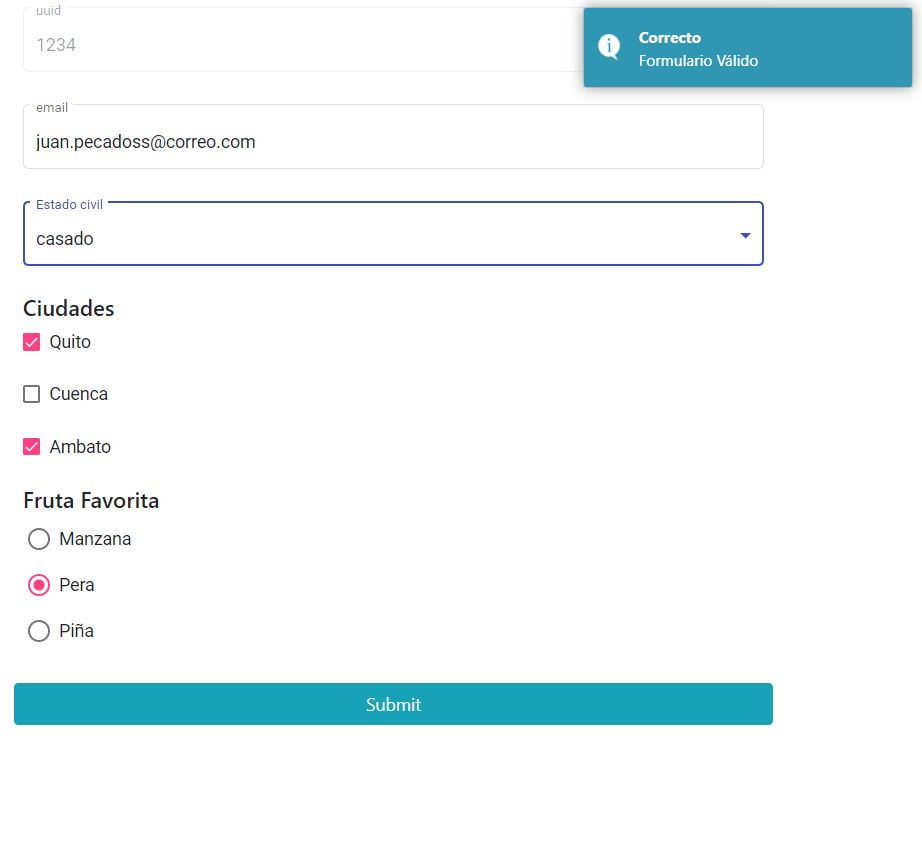 uuid
1234
Correcto
Formulario Válido
email
juan.pecadoss@correo.com
Estado civil
casado
Ciudades
Quito
Cuenca
Ambato
Fruta Favorita
Manzana
Pera
Piña
Submit